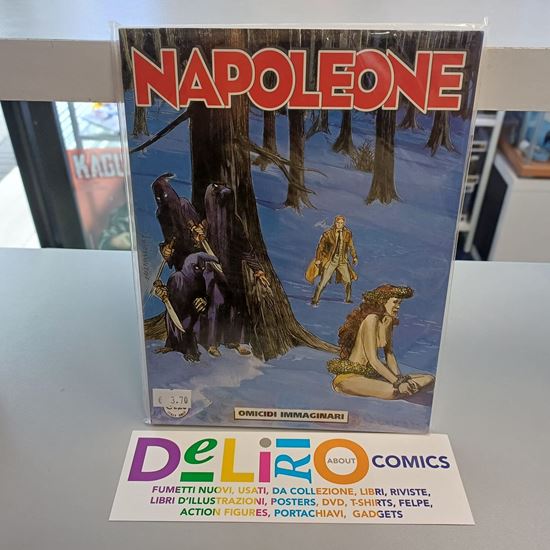 NAPOLEONE
KAGU
€ 3.70
OMICIDI IMMAGINARI
DeLiRiO ABOUT COMICS
FUMETTI NUOVI, USATI, DA COLLEZIONE, LIBRI, RIVISTE,
LIBRI D'ILLUSTRAZIONI, POSTERS, DVD, T-SHIRTS, FELPE,
ACTION FIGURES, PORTACHIAVI, GADGETS